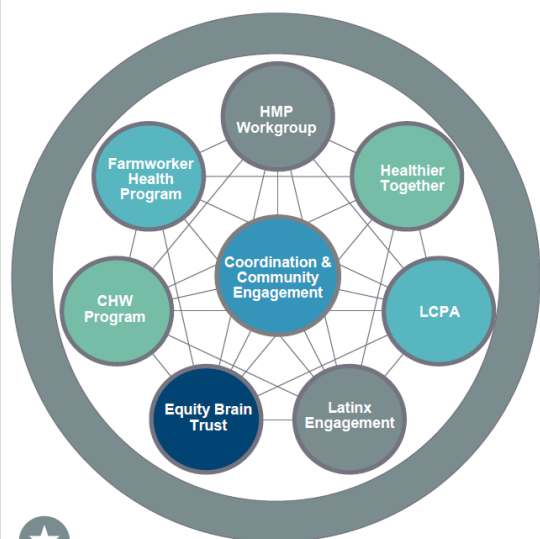 HMP
Workgroup
Farmworker
Health
Program
Healthier
Together
Coordination &
Community
Engagement
CHW
Program
LCPA
Equity Brain
Trust
Latinx
Engagement